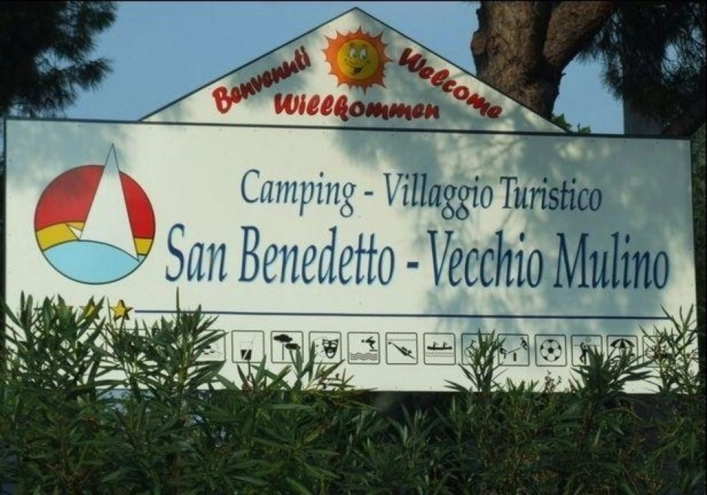 Benvenuti Welcome
Willkommen
Camping - Villaggio Turistico
San Benedetto - Vecchio Mulino